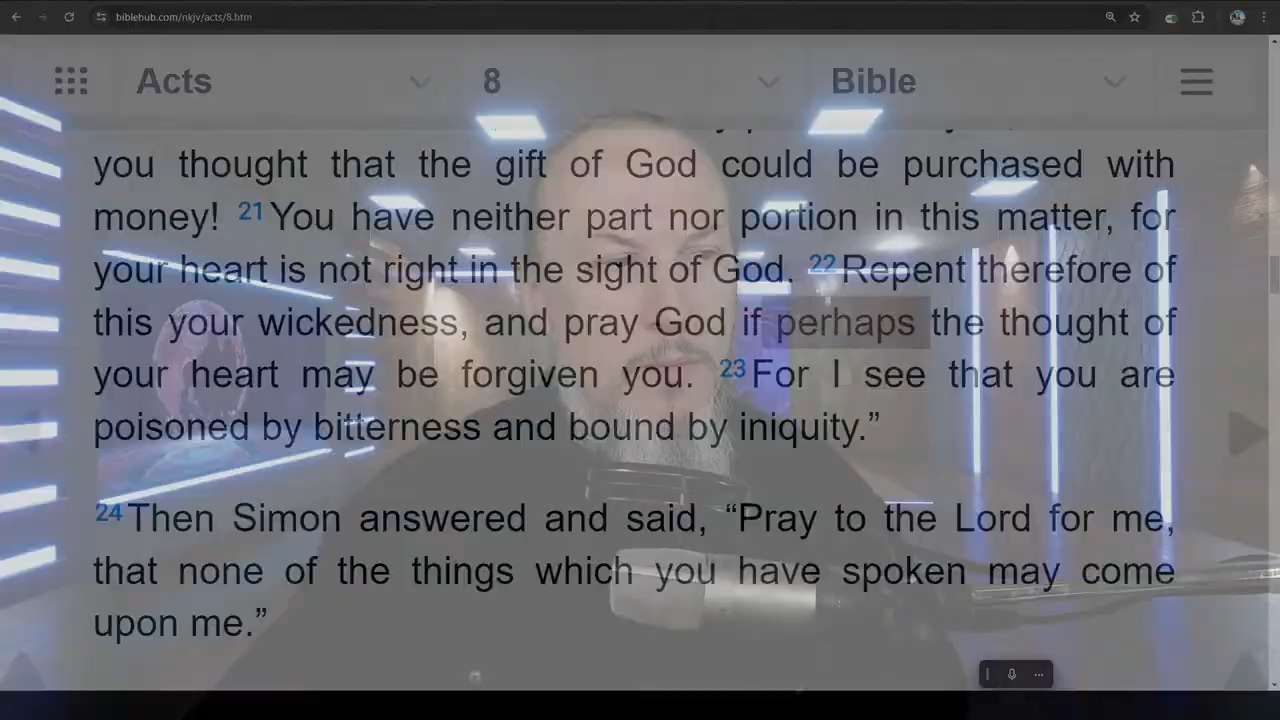 biblehub.com/nkjv/acts/8.htm
Acts 8 Bible
you thought that the gift of God could be purchased with
money! 21 You have neither part nor portion in this matter, for
your heart is not right in the sight of God. 22 Repent therefore of
this your wickedness, and pray God if perhaps the thought of
your heart may be forgiven you. 23 For I see that you are
poisoned by bitterness and bound by iniquity.”
24 Then Simon answered and said, “Pray to the Lord for me,
that none of the things which you have spoken may come
upon me.”